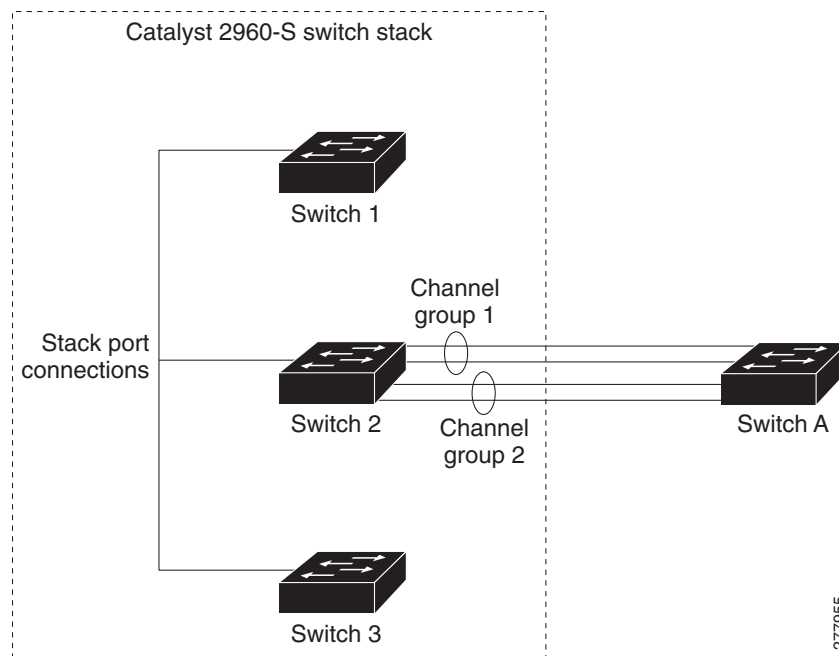 Catalyst 2960-S switch stack
Switch 1
Channel
group 1
Stack port
connections
Switch 2
Channel
group 2
Switch A
Switch 3
277955